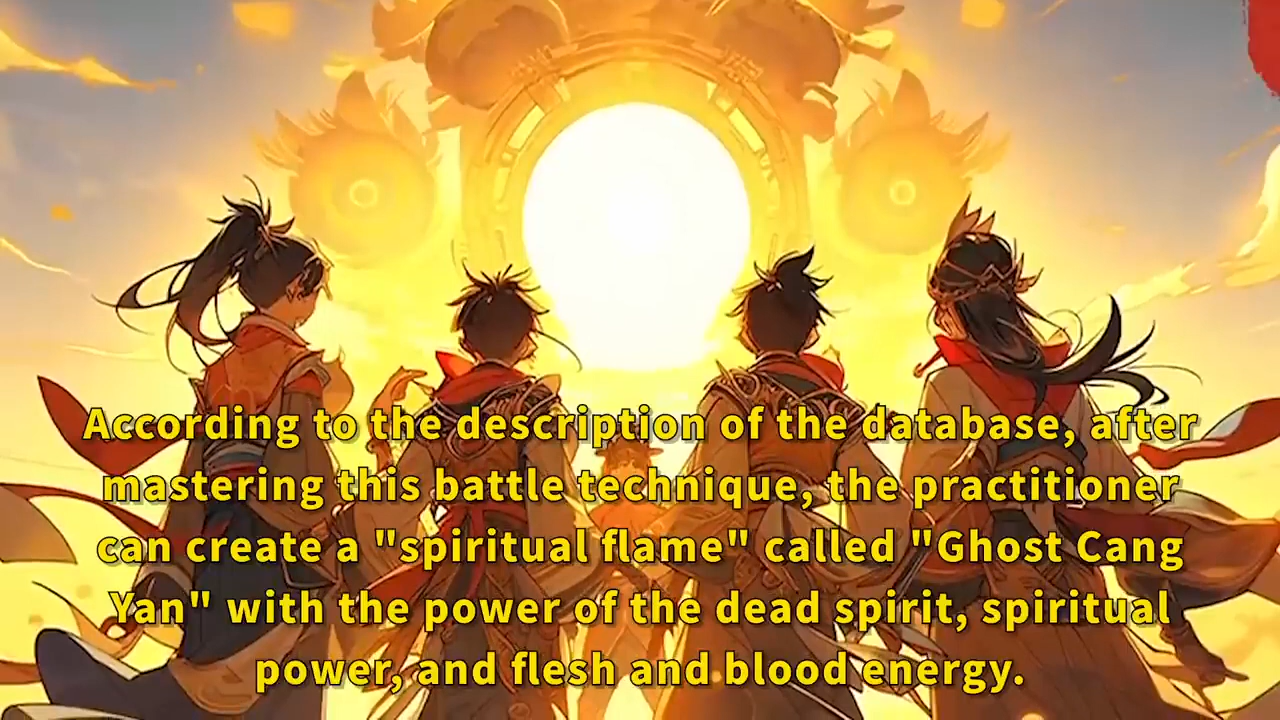 According to the description of the database, after
mastering this battle technique, the practitioner
can create a "spiritual flame" called "Ghost Cang
Yan" with the power of the dead spirit, spiritual
power, and flesh and blood energy.